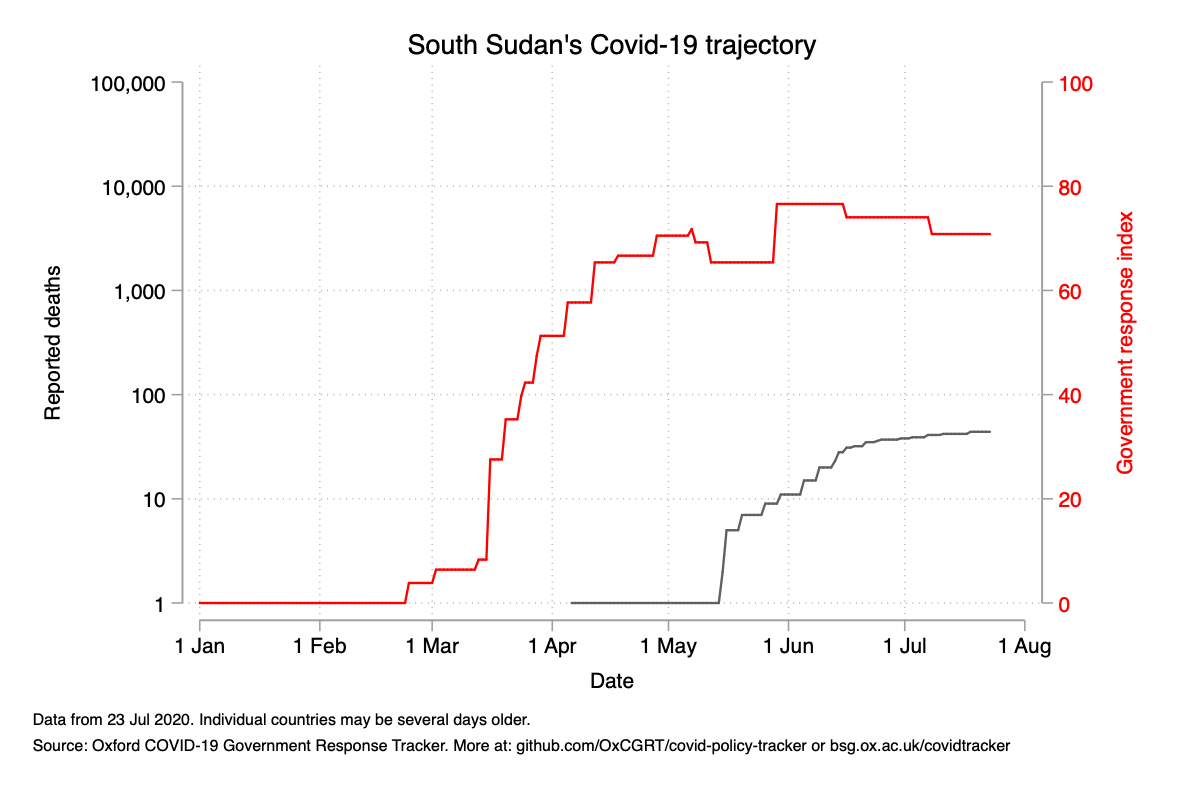 South Sudan's Covid-19 trajectory
100,000
10,000
1,000
100
10
1
Reported deaths
100
80
60
40
20
0
Government response index
1 Jan 1 Feb 1 Mar 1 Apr 1 May 1 Jun 1 Jul 1 Aug
Date
Data from 23 Jul 2020. Individual countries may be several days older.
Source: Oxford COVID-19 Government Response Tracker. More at: github.com/OxCGRT/covid-policy-tracker or bsg.ox.ac.uk/covidtracker